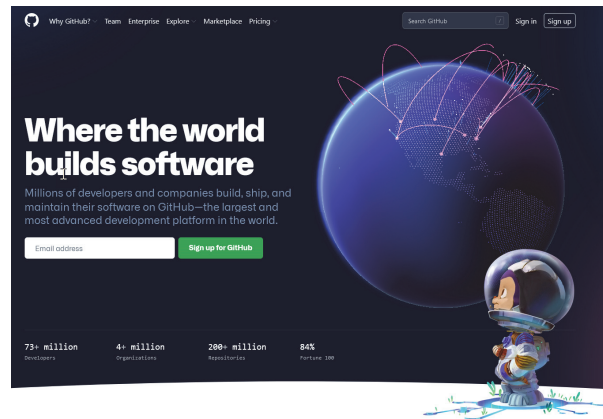 Why GitHub? Team Enterprise Explore Marketplace Pricing Search GitHub / Sign in Sign up
Where the world
builds software
Millions of developers and companies build, ship, and
maintain their software on GitHub—the largest and
most advanced development platform in the world.
Email address Sign up for GitHub
73+ million 4+ million 200+ million 84%
Developers Organizations Repositories Fortune 100